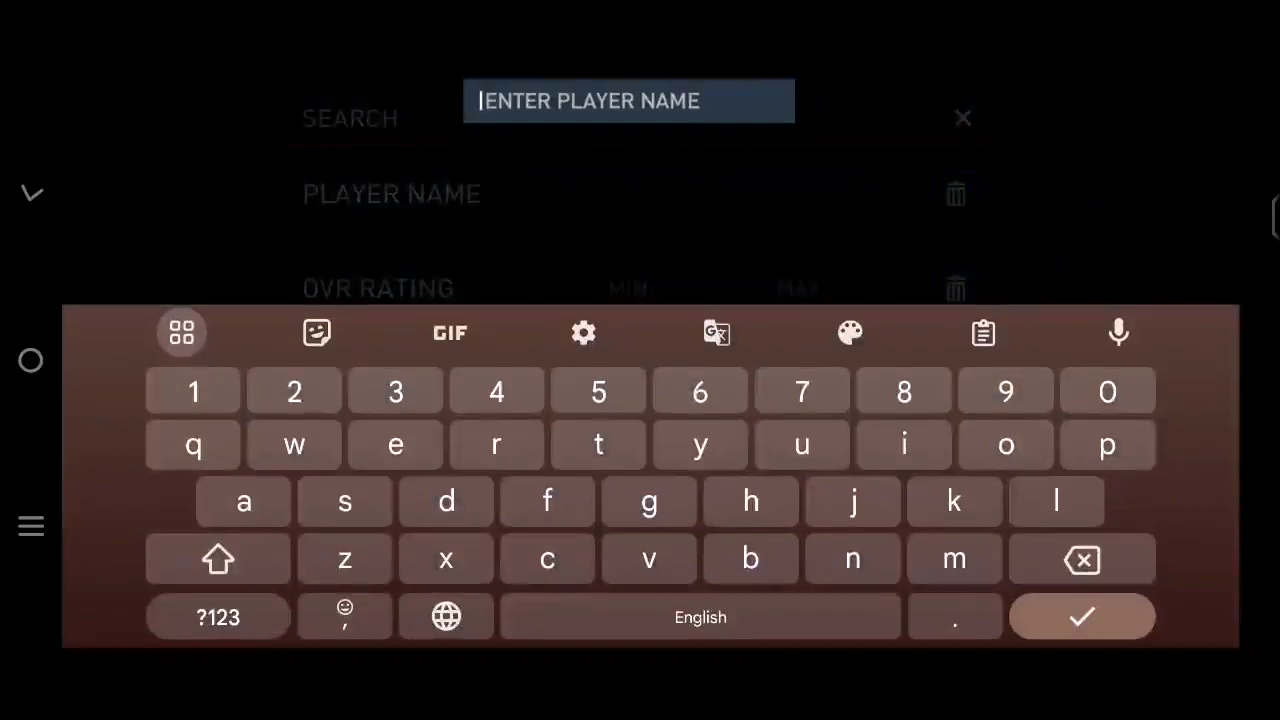 ENTER PLAYER NAME
SEARCH
PLAYER NAME
OVR RATING MIN MAX
GIF
1 2 3 4 5 6 7 8 9 0
q w e r t y u i o p
a s d f g h j k l
z x c v b n m
?123 , English .